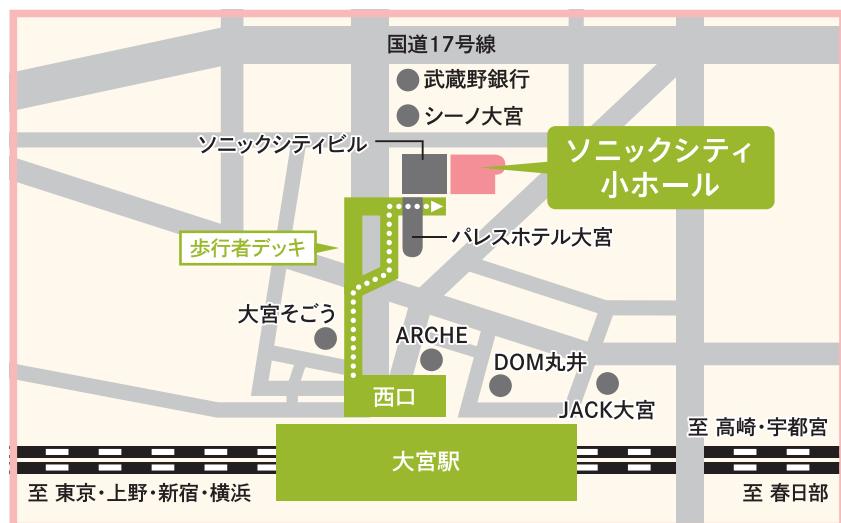 国道17号線
武蔵野銀行
シーノ大宮
ソニックシティビル
ソニックシティ
小ホール
パレスホテル大宮
歩行者デッキ
大宮そごう
ARCHE
DOM丸井
JACK大宮
西口
至 高崎・宇都宮
大宮駅
至 東京・上野・新宿・横浜
至 春日部